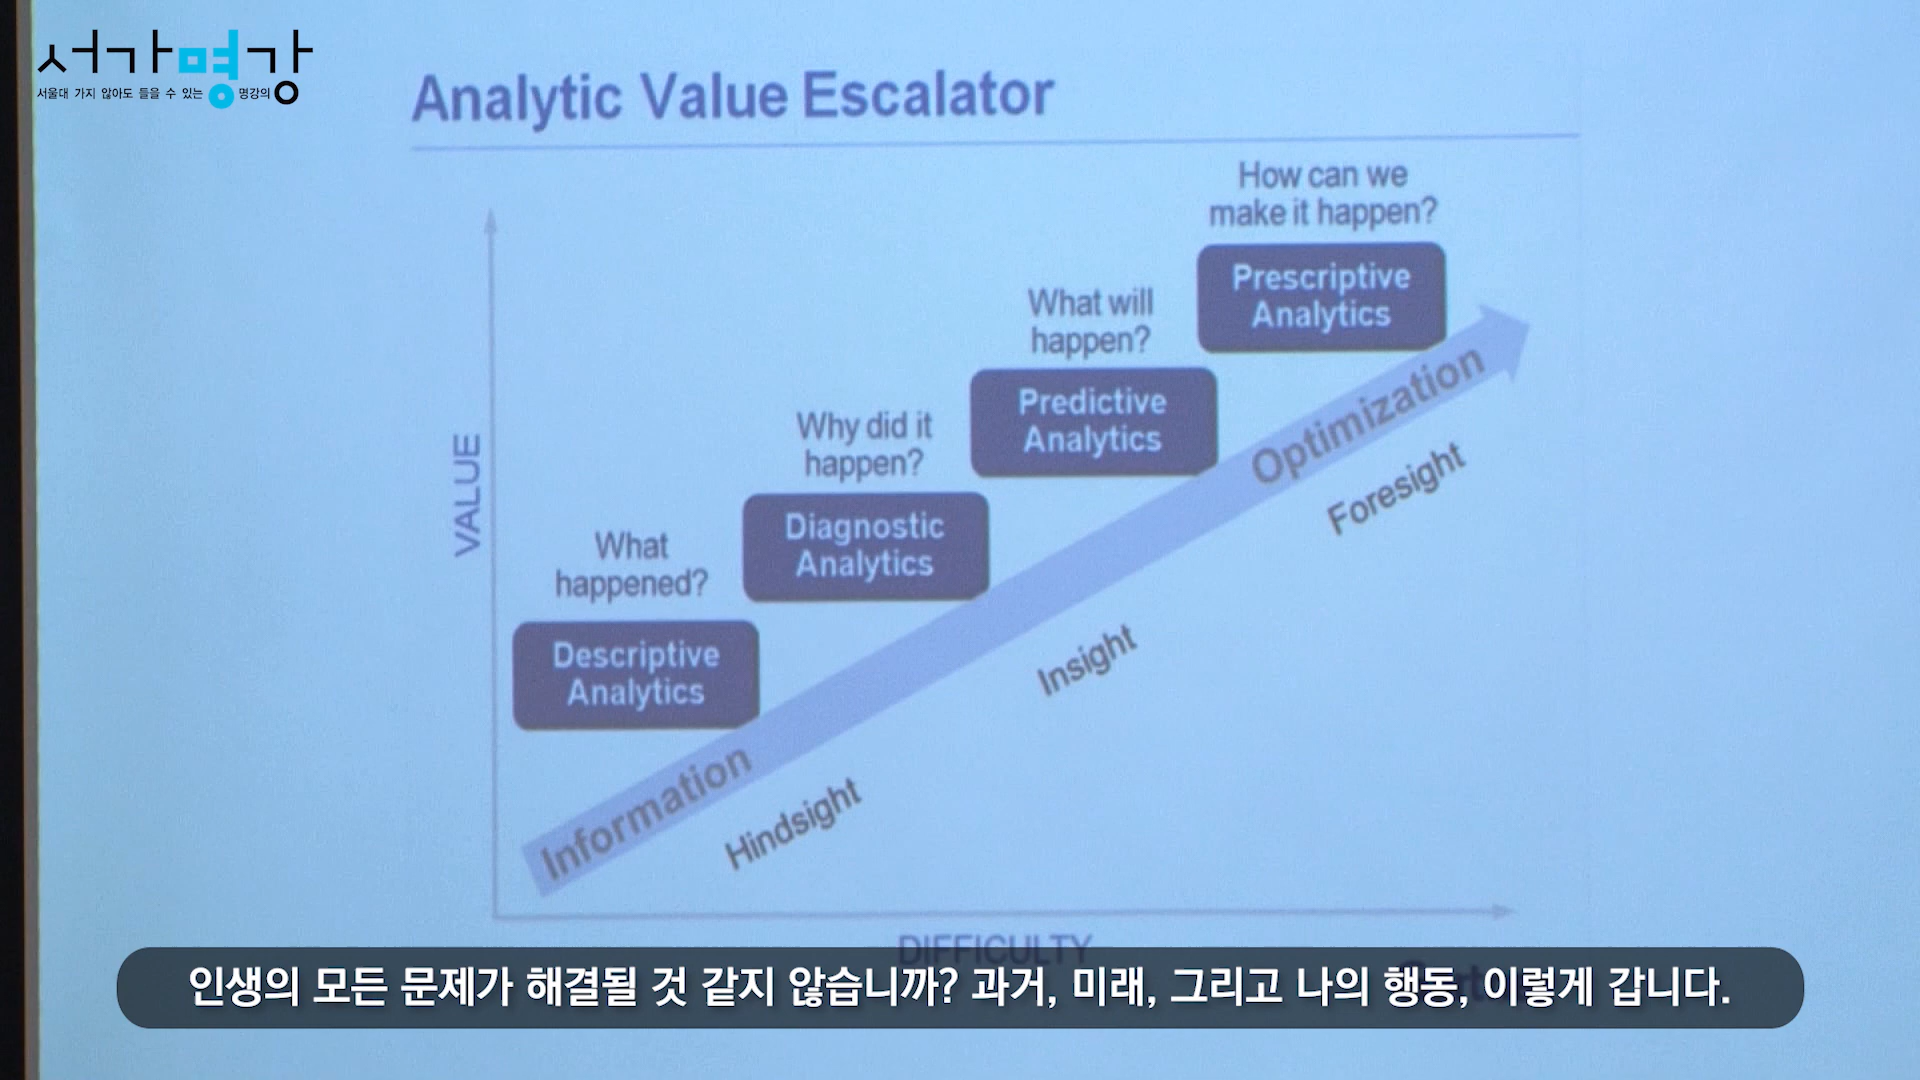 서가명강
서울대 가지 않아도 들을 수 있는 명강의
Analytic Value Escalator
How can we
make it happen?
Prescriptive
Analytics
What will
happen?
Predictive
Analytics
Why did it
happen?
Diagnostic
Analytics
What
happened?
Descriptive
Analytics
VALUE
Information
Optimization
Hindsight
Insight
Foresight
DIFFICULTY
인생의 모든 문제가 해결될 것 같지 않습니까? 과거, 미래, 그리고 나의 행동, 이렇게 갑니다.